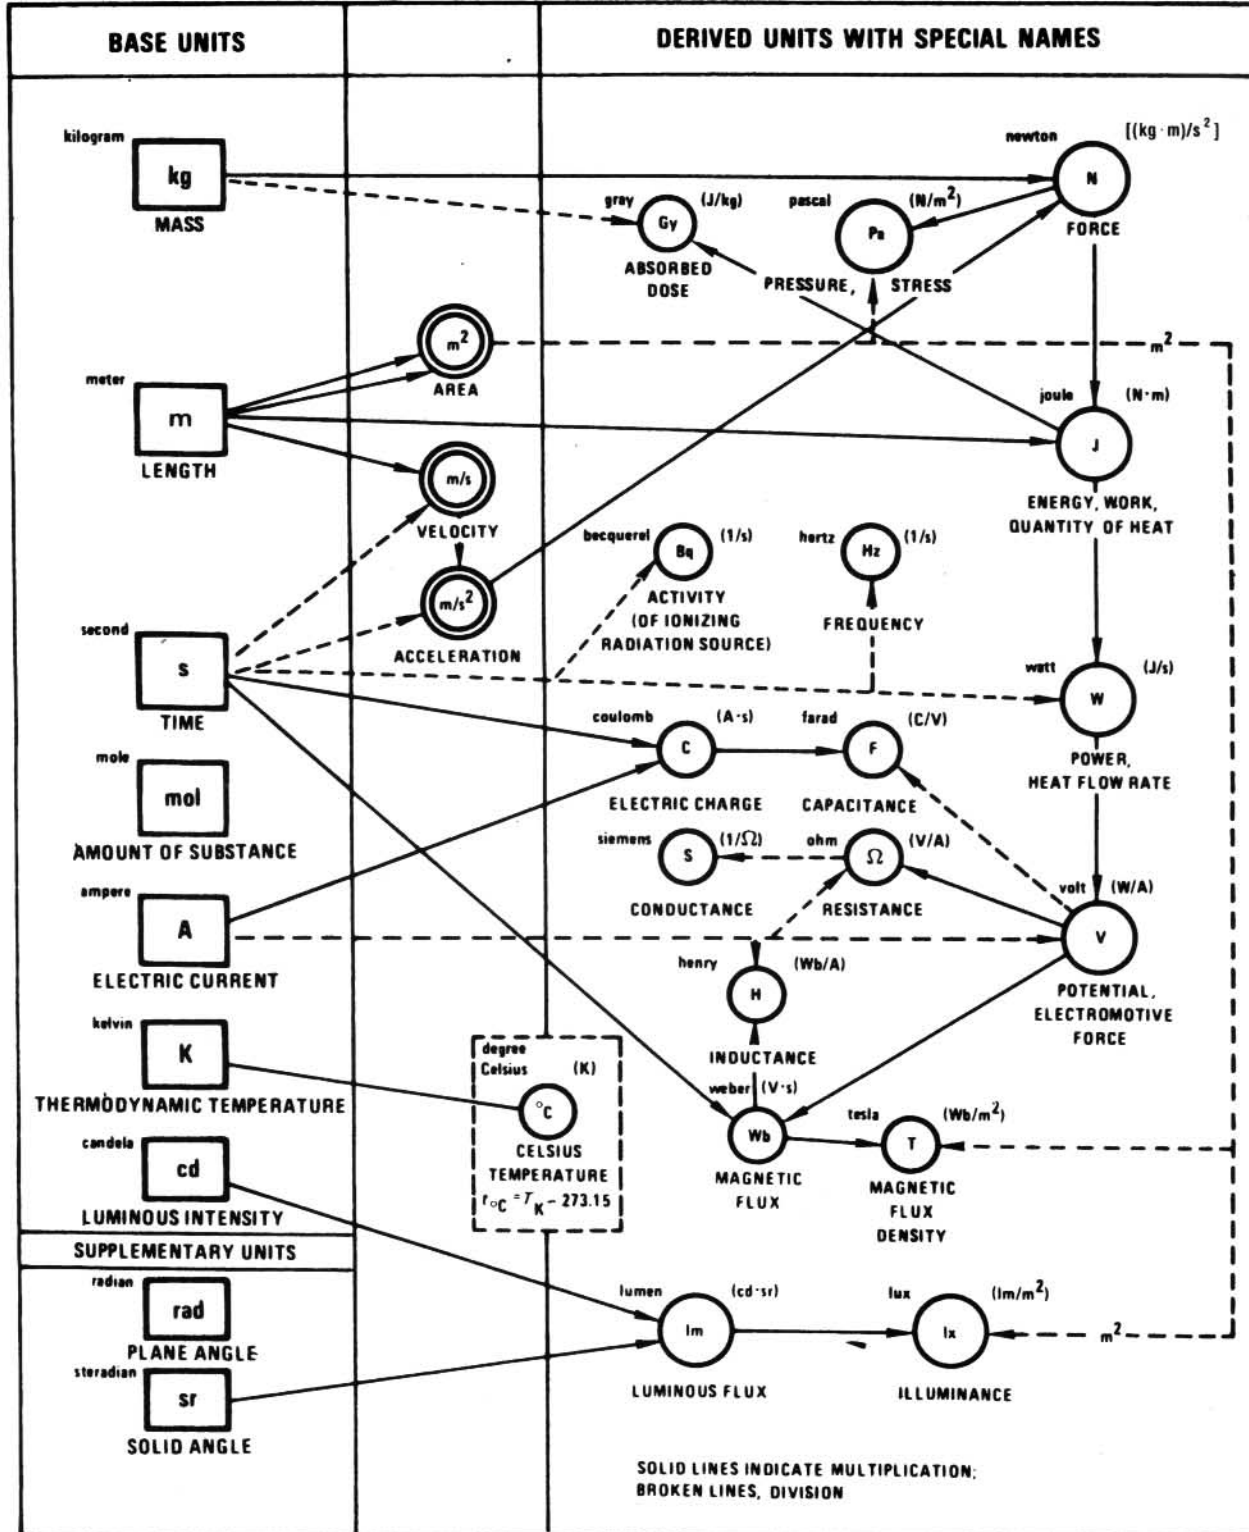 BASE UNITS
DERIVED UNITS WITH SPECIAL NAMES
kilogram
kg
MASS
newton
[(kg·m)/s²]
N
FORCE
gray
(J/kg)
Gy
ABSORBED
DOSE
pascal
(N/m²)
Pa
PRESSURE, STRESS
m²
AREA
m²
meter
m
LENGTH
joule
(N·m)
J
ENERGY, WORK,
QUANTITY OF HEAT
m/s
VELOCITY
becquerel
(1/s)
Bq
ACTIVITY
(OF IONIZING
RADIATION SOURCE)
hertz
(1/s)
Hz
FREQUENCY
m/s²
ACCELERATION
second
s
TIME
watt
(J/s)
W
POWER,
HEAT FLOW RATE
coulomb
(A·s)
C
ELECTRIC CHARGE
farad
(C/V)
F
CAPACITANCE
mole
mol
AMOUNT OF SUBSTANCE
siemens
(1/Ω)
S
CONDUCTANCE
ohm
(V/A)
Ω
RESISTANCE
volt
(W/A)
V
POTENTIAL,
ELECTROMOTIVE
FORCE
ampere
A
ELECTRIC CURRENT
henry
(Wb/A)
H
INDUCTANCE
kelvin
K
THERMODYNAMIC TEMPERATURE
degree
Celsius
(K)
°C
CELSIUS
TEMPERATURE
t°C = TK − 273.15
weber
(V·s)
Wb
MAGNETIC
FLUX
tesla
(Wb/m²)
T
MAGNETIC
FLUX
DENSITY
candela
cd
LUMINOUS INTENSITY
SUPPLEMENTARY UNITS
radian
rad
PLANE ANGLE
lumen
(cd·sr)
lm
LUMINOUS FLUX
lux
(lm/m²)
lx
ILLUMINANCE
m²
steradian
sr
SOLID ANGLE
SOLID LINES INDICATE MULTIPLICATION;
BROKEN LINES, DIVISION